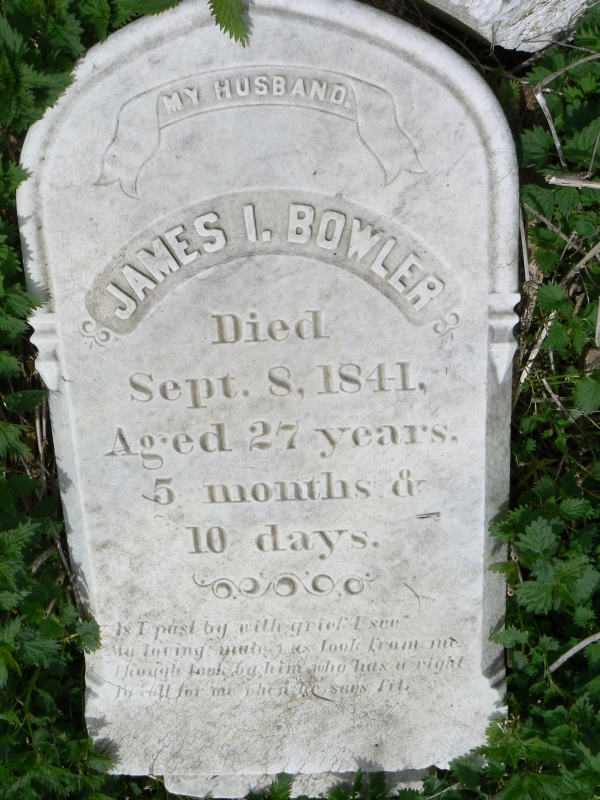 MY HUSBAND.
JAMES I. BOWLER
Died
Sept. 8, 1841,
Aged 27 years.
5 months &
10 days.
As I past by with grief I see
My loving mate was took from me
Though took by him who has a right
To call for me when he sees fit.